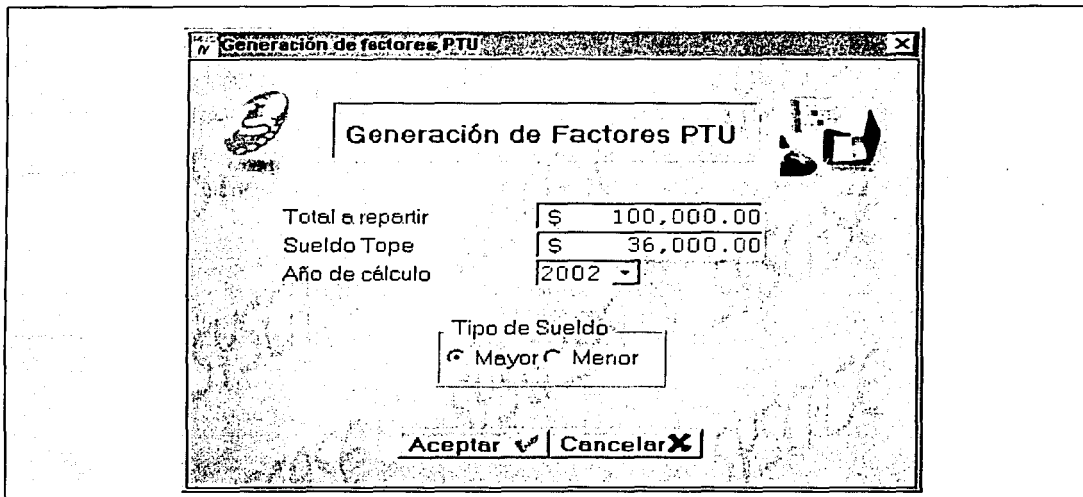 Generación de factores PTU
Generación de Factores PTU
Total a repartir $ 100,000.00
Sueldo Tope $ 36,000.00
Año de cálculo 2002
Tipo de Sueldo
Mayor Menor
Aceptar Cancelar